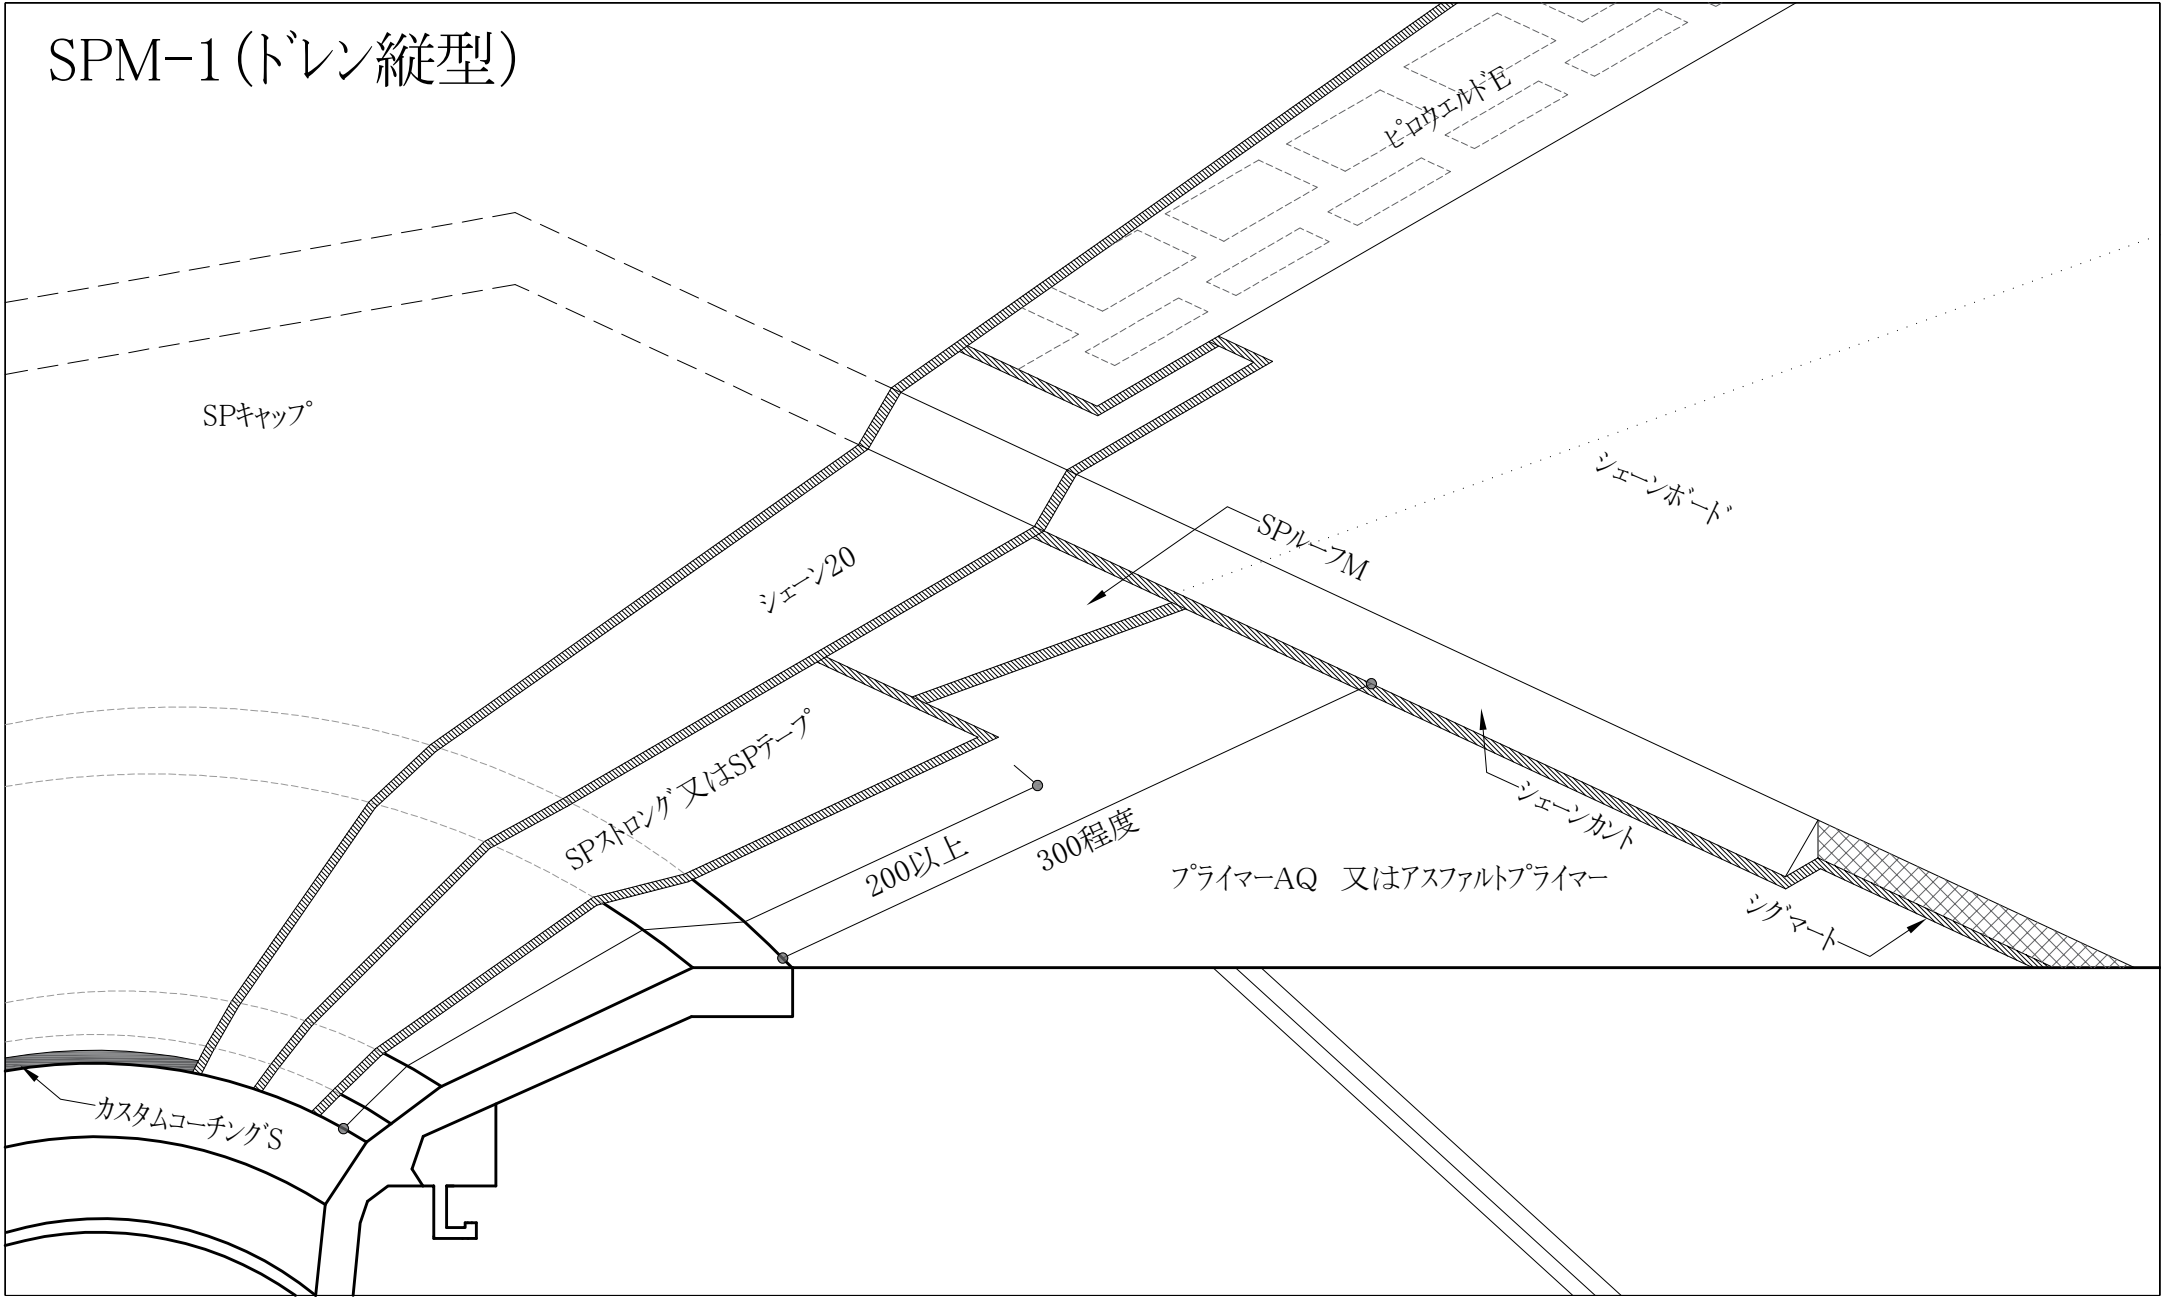 SPM-1(ドレン縦型)
ピロウェルドE
SPキャップ
シェーンボード
SPルーフM
シェーン20
SPストロング又はSPテープ
シェーンカント
300程度
200以上
プライマーAQ 又はアスファルトプライマー
シグマート
カスタムコーチングS